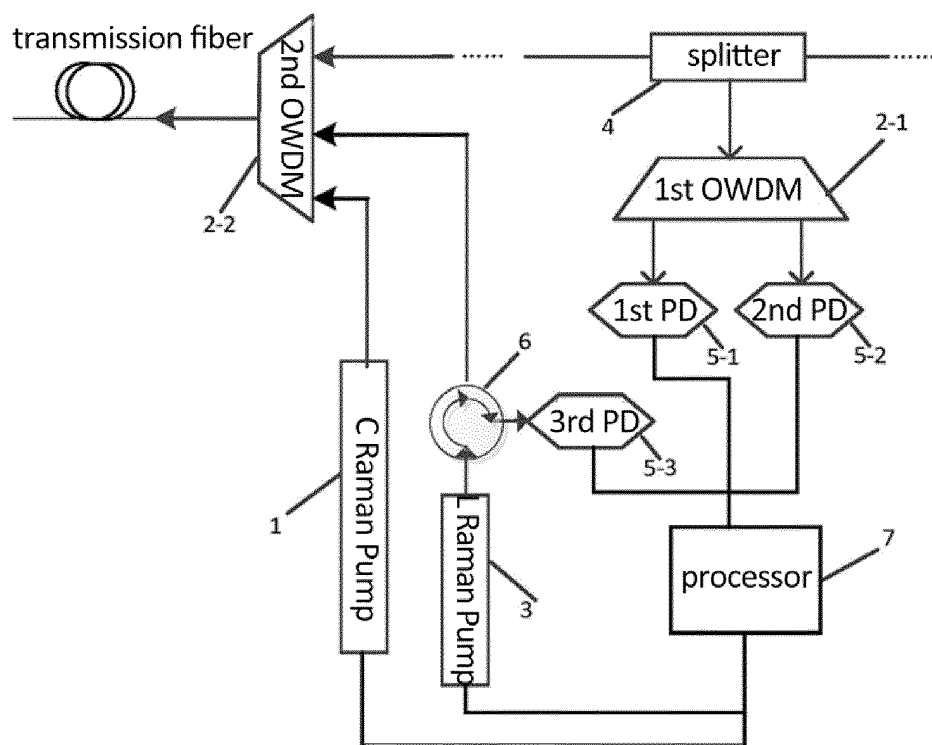 transmission fiber
2nd OWDM
splitter
4
2-1
1st OWDM
2-2
1st PD
2nd PD
5-1
5-2
6
3rd PD
5-3
C Raman Pump
1
L Raman Pump
3
processor
7